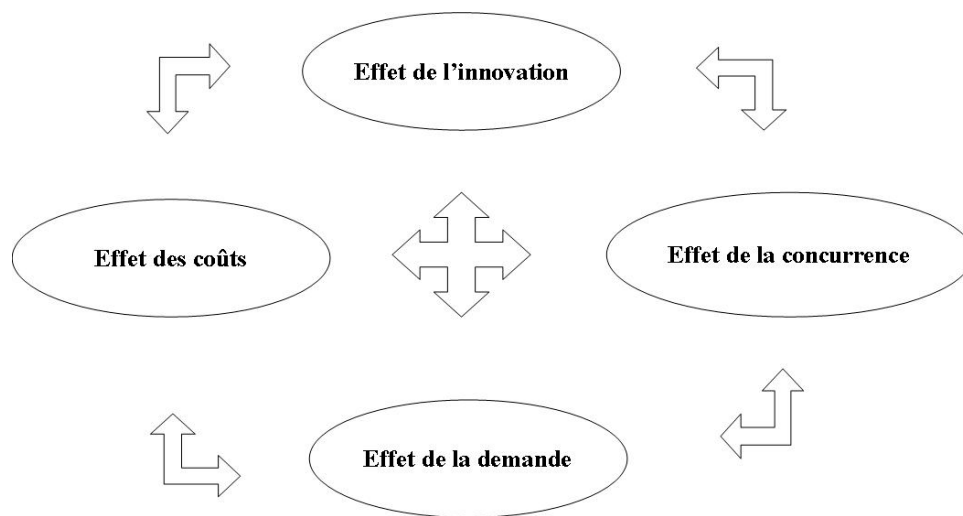 Effet de l'innovation
Effet des coûts
Effet de la concurrence
Effet de la demande